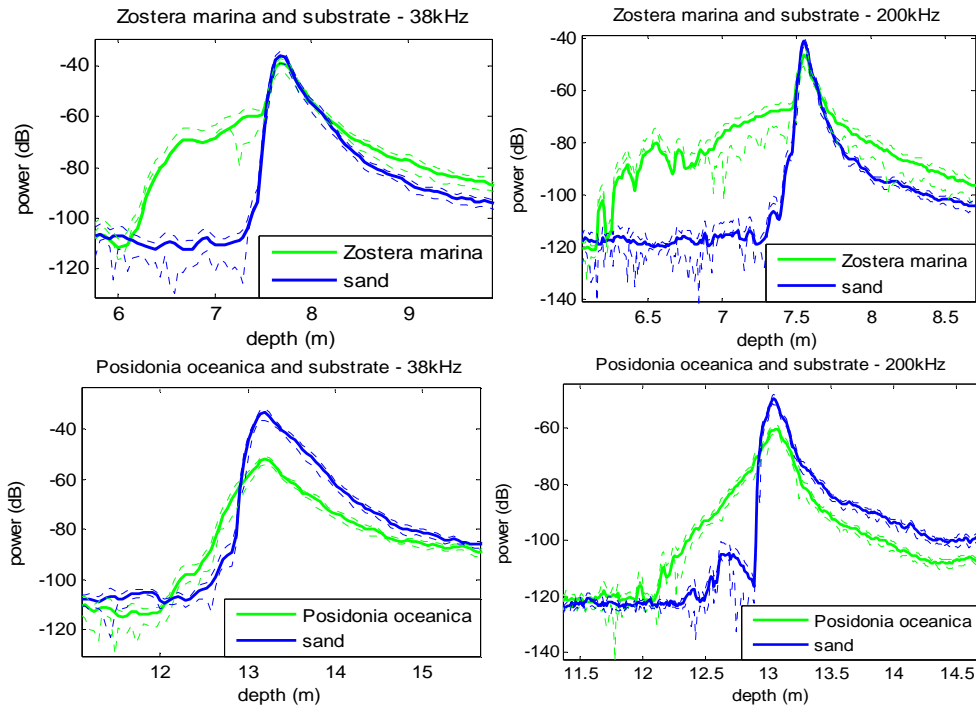 Zostera marina and substrate - 38kHz
-40
-60
-80
-100
-120
power (dB)
6
7
8
9
depth (m)
Zostera marina
sand
Zostera marina and substrate - 200kHz
-40
-60
-80
-100
-120
-140
power (dB)
6.5
7
7.5
8
8.5
depth (m)
Zostera marina
sand
Posidonia oceanica and substrate - 38kHz
-40
-60
-80
-100
-120
power (dB)
12
13
14
15
depth (m)
Posidonia oceanica
sand
Posidonia oceanica and substrate - 200kHz
-60
-80
-100
-120
-140
power (dB)
11.5
12
12.5
13
13.5
14
14.5
depth (m)
Posidonia oceanica
sand